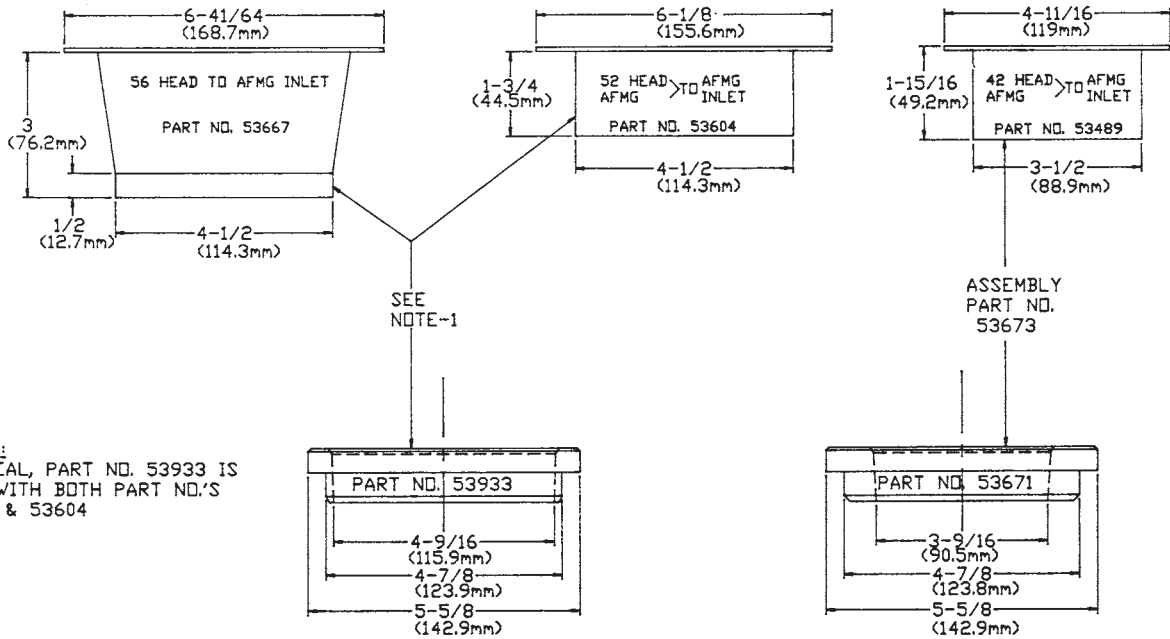 6-41/64
(168.7mm)
3
(76.2mm)
56 HEAD TO AFMG INLET
PART NO. 53667
1/2
(12.7mm)
4-1/2
(114.3mm)
6-1/8
(155.6mm)
1-3/4
(44.5mm)
52 HEAD > TO AFMG
AFMG INLET
PART NO. 53604
4-1/2
(114.3mm)
4-11/16
(119mm)
1-15/16
(49.2mm)
42 HEAD > TO AFMG
AFMG INLET
PART NO. 53489
3-1/2
(88.9mm)
SEE
NOTE-1
ASSEMBLY
PART NO.
53673
CAL, PART NO. 53933 IS
WITH BOTH PART NO.'S
& 53604
PART NO. 53933
4-9/16
(115.9mm)
4-7/8
(123.9mm)
5-5/8
(142.9mm)
PART NO. 53671
3-9/16
(90.5mm)
4-7/8
(123.8mm)
5-5/8
(142.9mm)